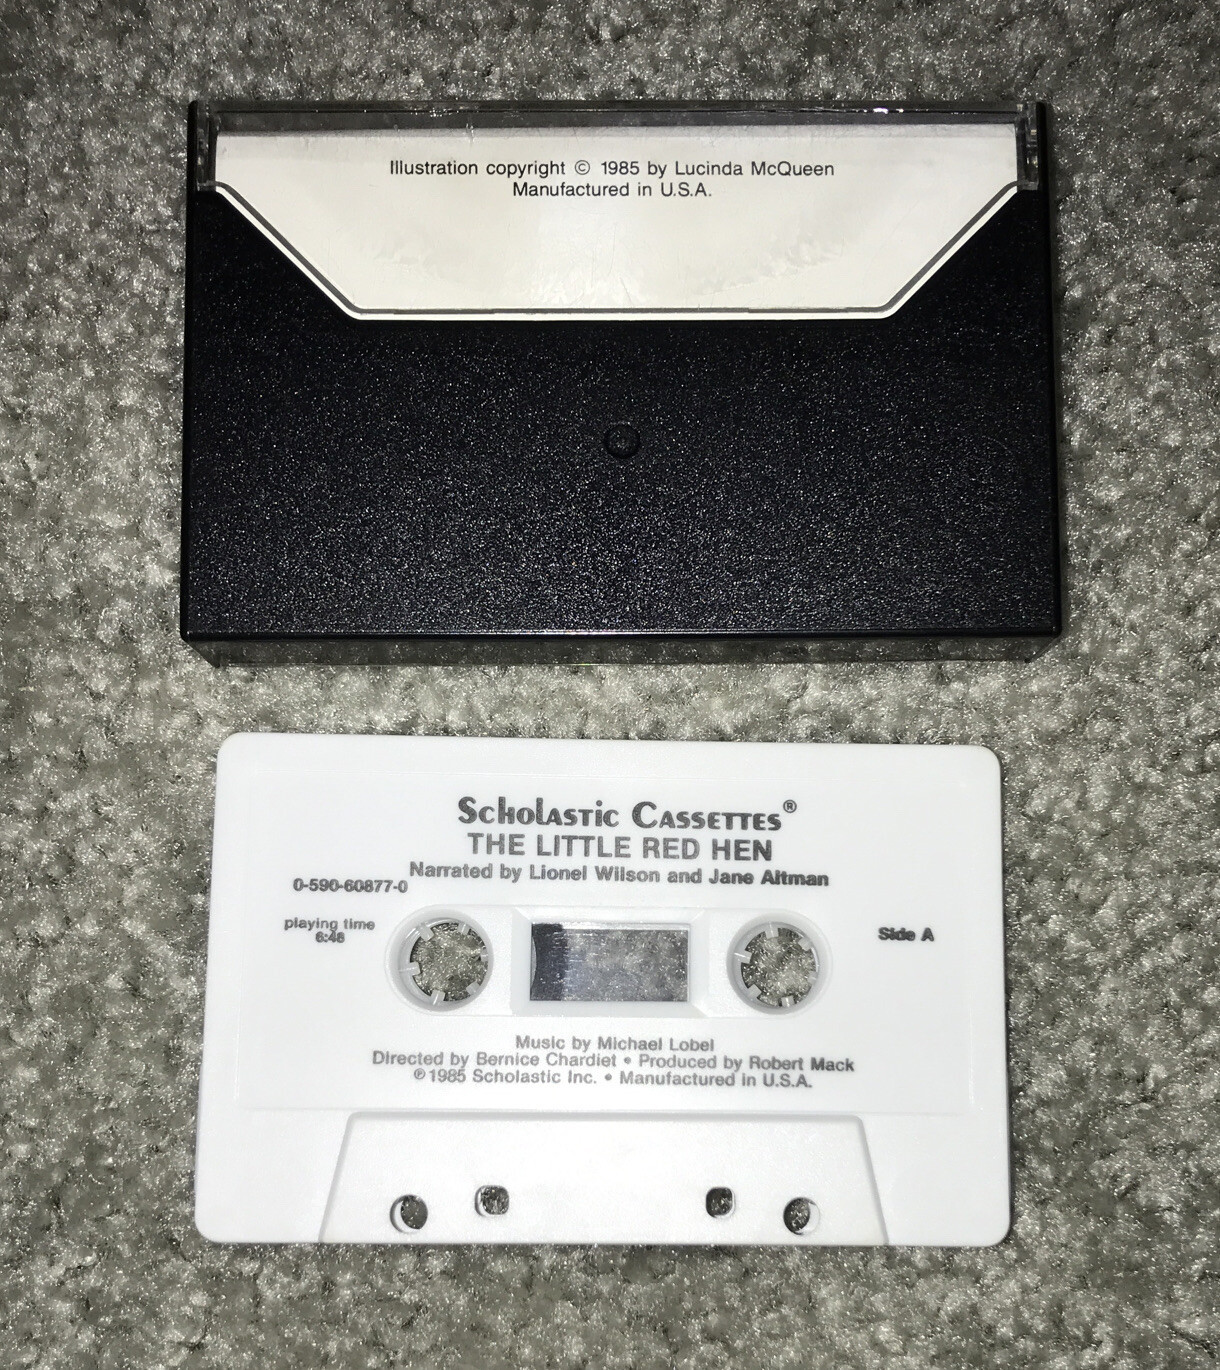 Illustration copyright © 1985 by Lucinda McQueen
Manufactured in U.S.A.
Scholastic Cassettes®
THE LITTLE RED HEN
Narrated by Lionel Wilson and Jane Altman
0-590-60877-0
playing time
6:48
Side A
Music by Michael Lobel
Directed by Bernice Chardiet • Produced by Robert Mack
℗ 1985 Scholastic Inc. • Manufactured in U.S.A.